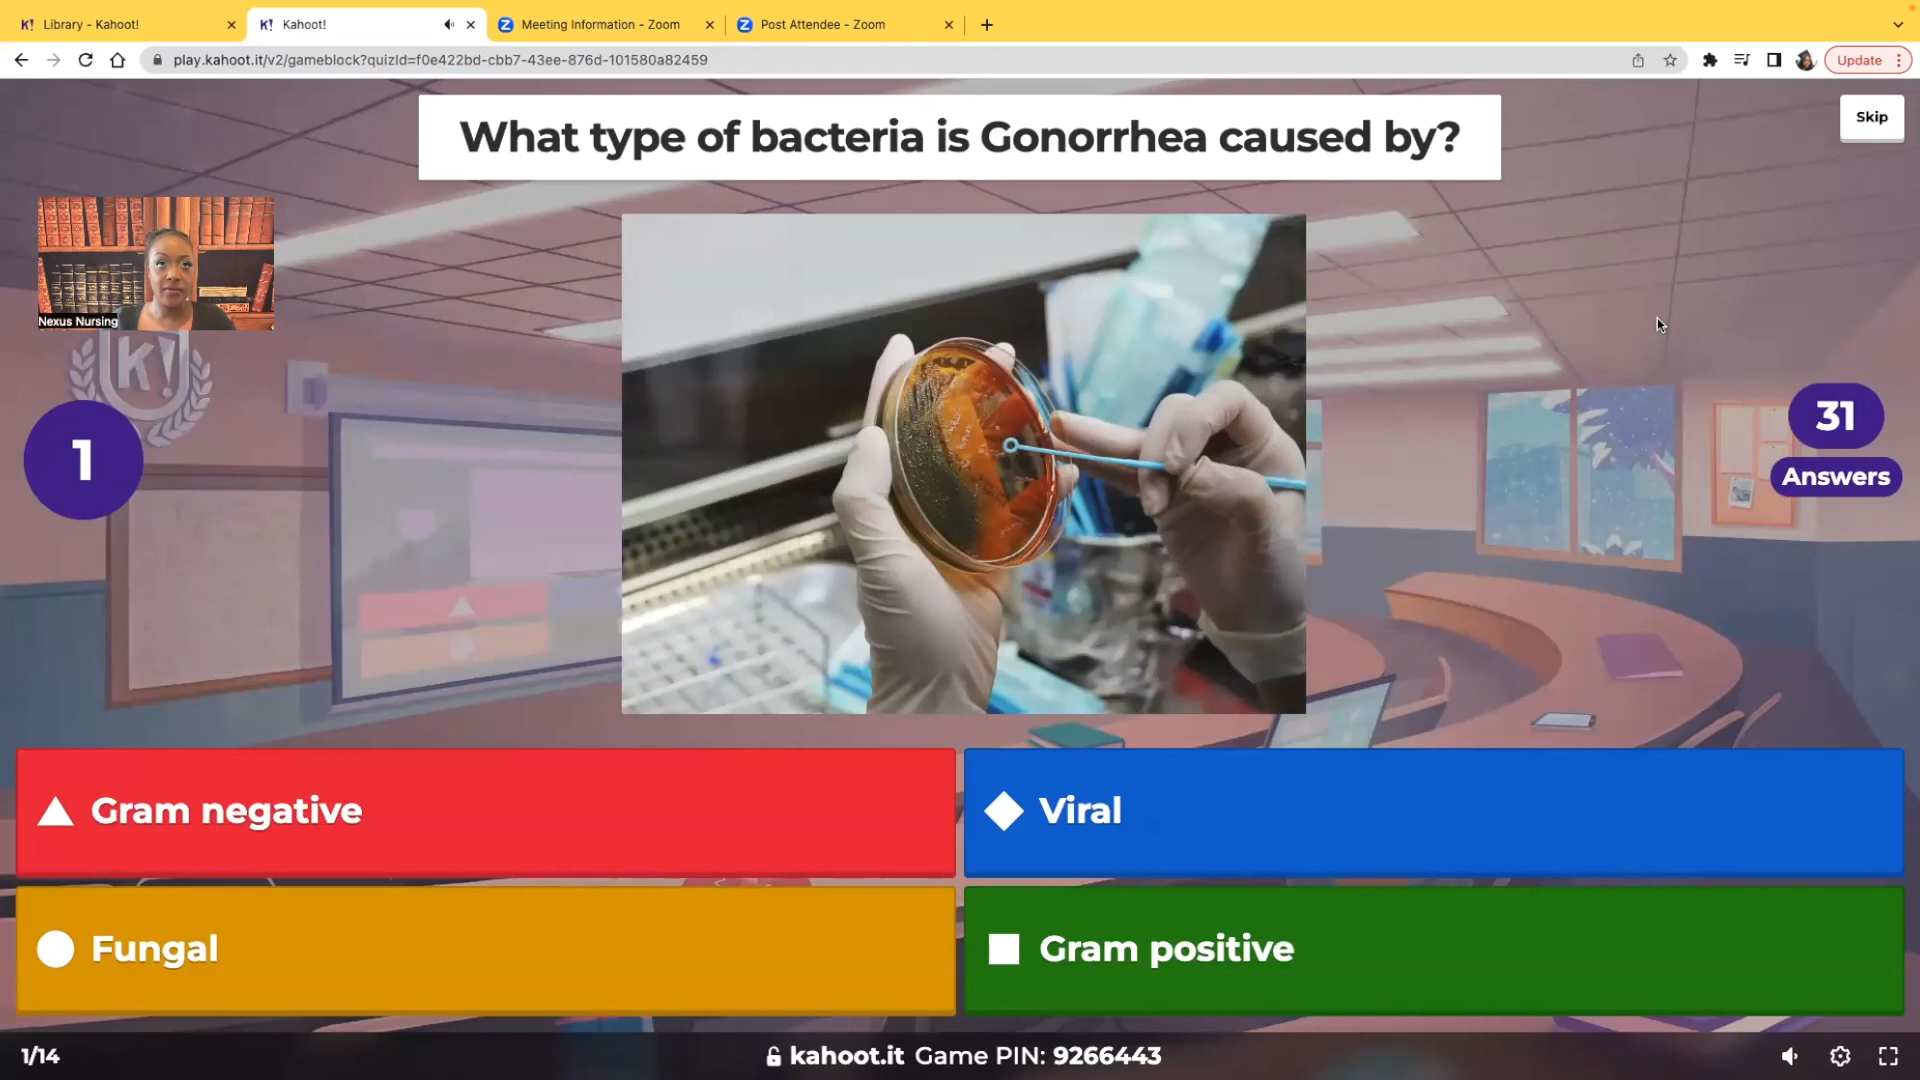 K! Library - Kahoot!
K! Kahoot!
Z Meeting Information - Zoom
Z Post Attendee - Zoom
play.kahoot.it/v2/gameblock?quizId=f0e422bd-cbb7-43ee-876d-101580a82459
Update
What type of bacteria is Gonorrhea caused by?
Skip
Nexus Nursing
K!
1
31
Answers
Gram negative
Viral
Fungal
Gram positive
1/14
kahoot.it Game PIN: 9266443